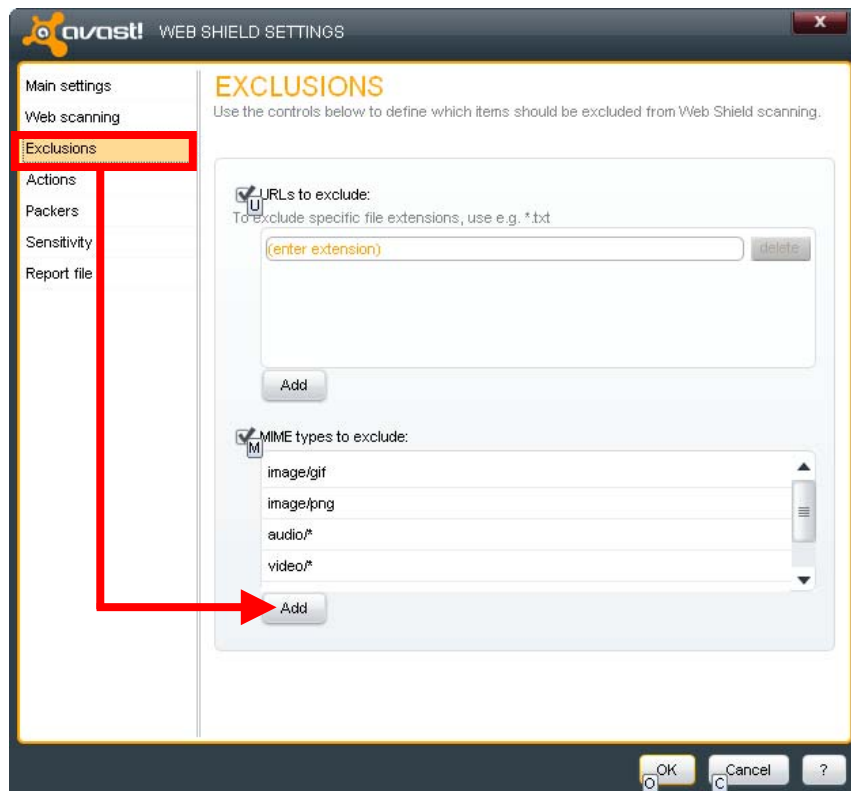 avast! WEB SHIELD SETTINGS
x
Main settings
Web scanning
Exclusions
Actions
Packers
Sensitivity
Report file
EXCLUSIONS
Use the controls below to define which items should be excluded from Web Shield scanning.
URLs to exclude:
U
To exclude specific file extensions, use e.g. *.txt
(enter extension)
delete
Add
MIME types to exclude:
M
image/gif
image/png
audio/*
video/*
Add
OK
O
Cancel
C
?